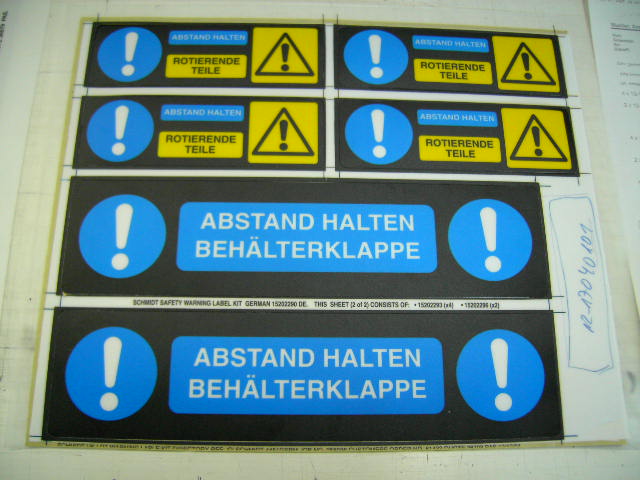 ABSTAND HALTEN
ROTIERENDE
TEILE
ABSTAND HALTEN
ROTIERENDE
TEILE
ABSTAND HALTEN
ROTIERENDE
TEILE
ABSTAND HALTEN
ROTIERENDE
TEILE
ABSTAND HALTEN
BEHÄLTERKLAPPE
SCHMIDT SAFETY WARNING LABEL KIT GERMAN 15202290 DE. THIS SHEET (2 of 2) CONSISTS OF: • 15202293 (x4) • 15202296 (x2)
ABSTAND HALTEN
BEHÄLTERKLAPPE